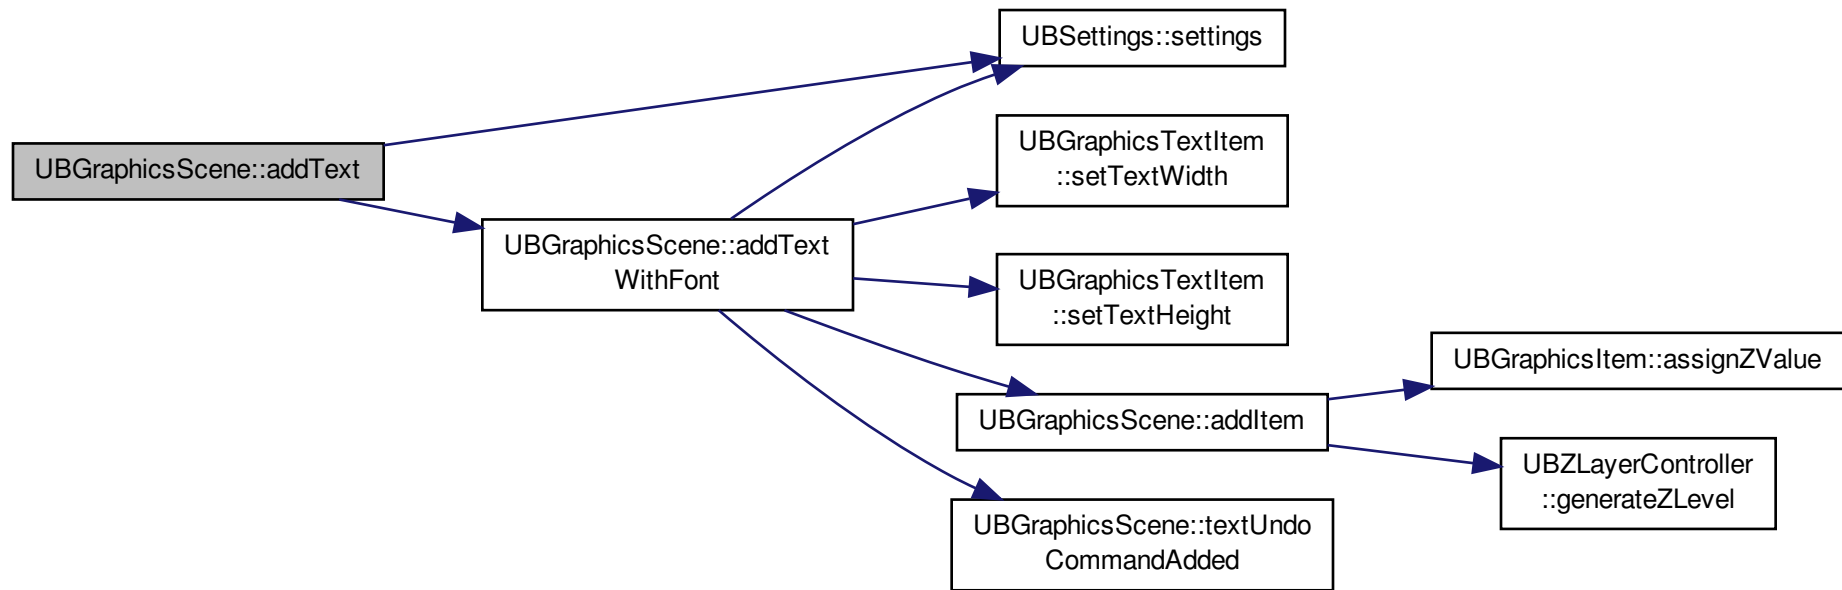 UBSettings::settings
UBGraphicsTextItem
::setTextWidth
UBGraphicsScene::addText
UBGraphicsScene::addText
WithFont
UBGraphicsTextItem
::setTextHeight
UBGraphicsItem::assignZValue
UBGraphicsScene::addItem
UBZLayerController
::generateZLevel
UBGraphicsScene::textUndo
CommandAdded